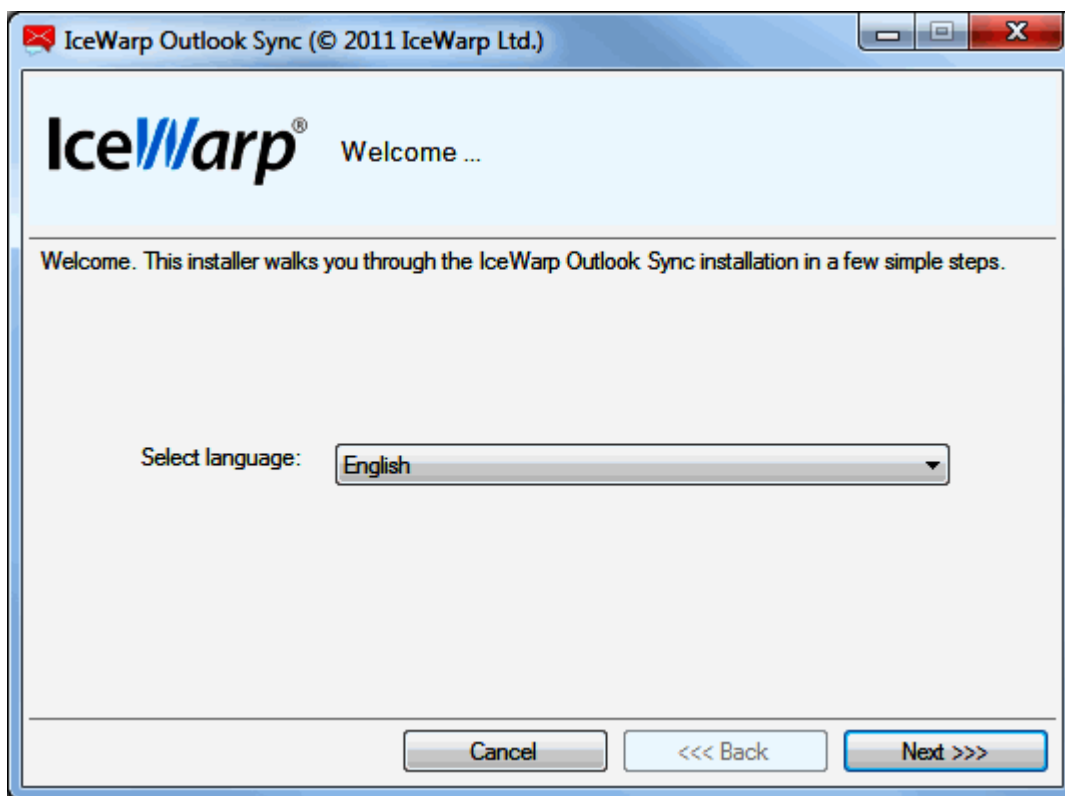 IceWarp Outlook Sync (© 2011 IceWarp Ltd.)
IceWarp® Welcome ...
Welcome. This installer walks you through the IceWarp Outlook Sync installation in a few simple steps.
Select language: English
Cancel <<< Back Next >>>